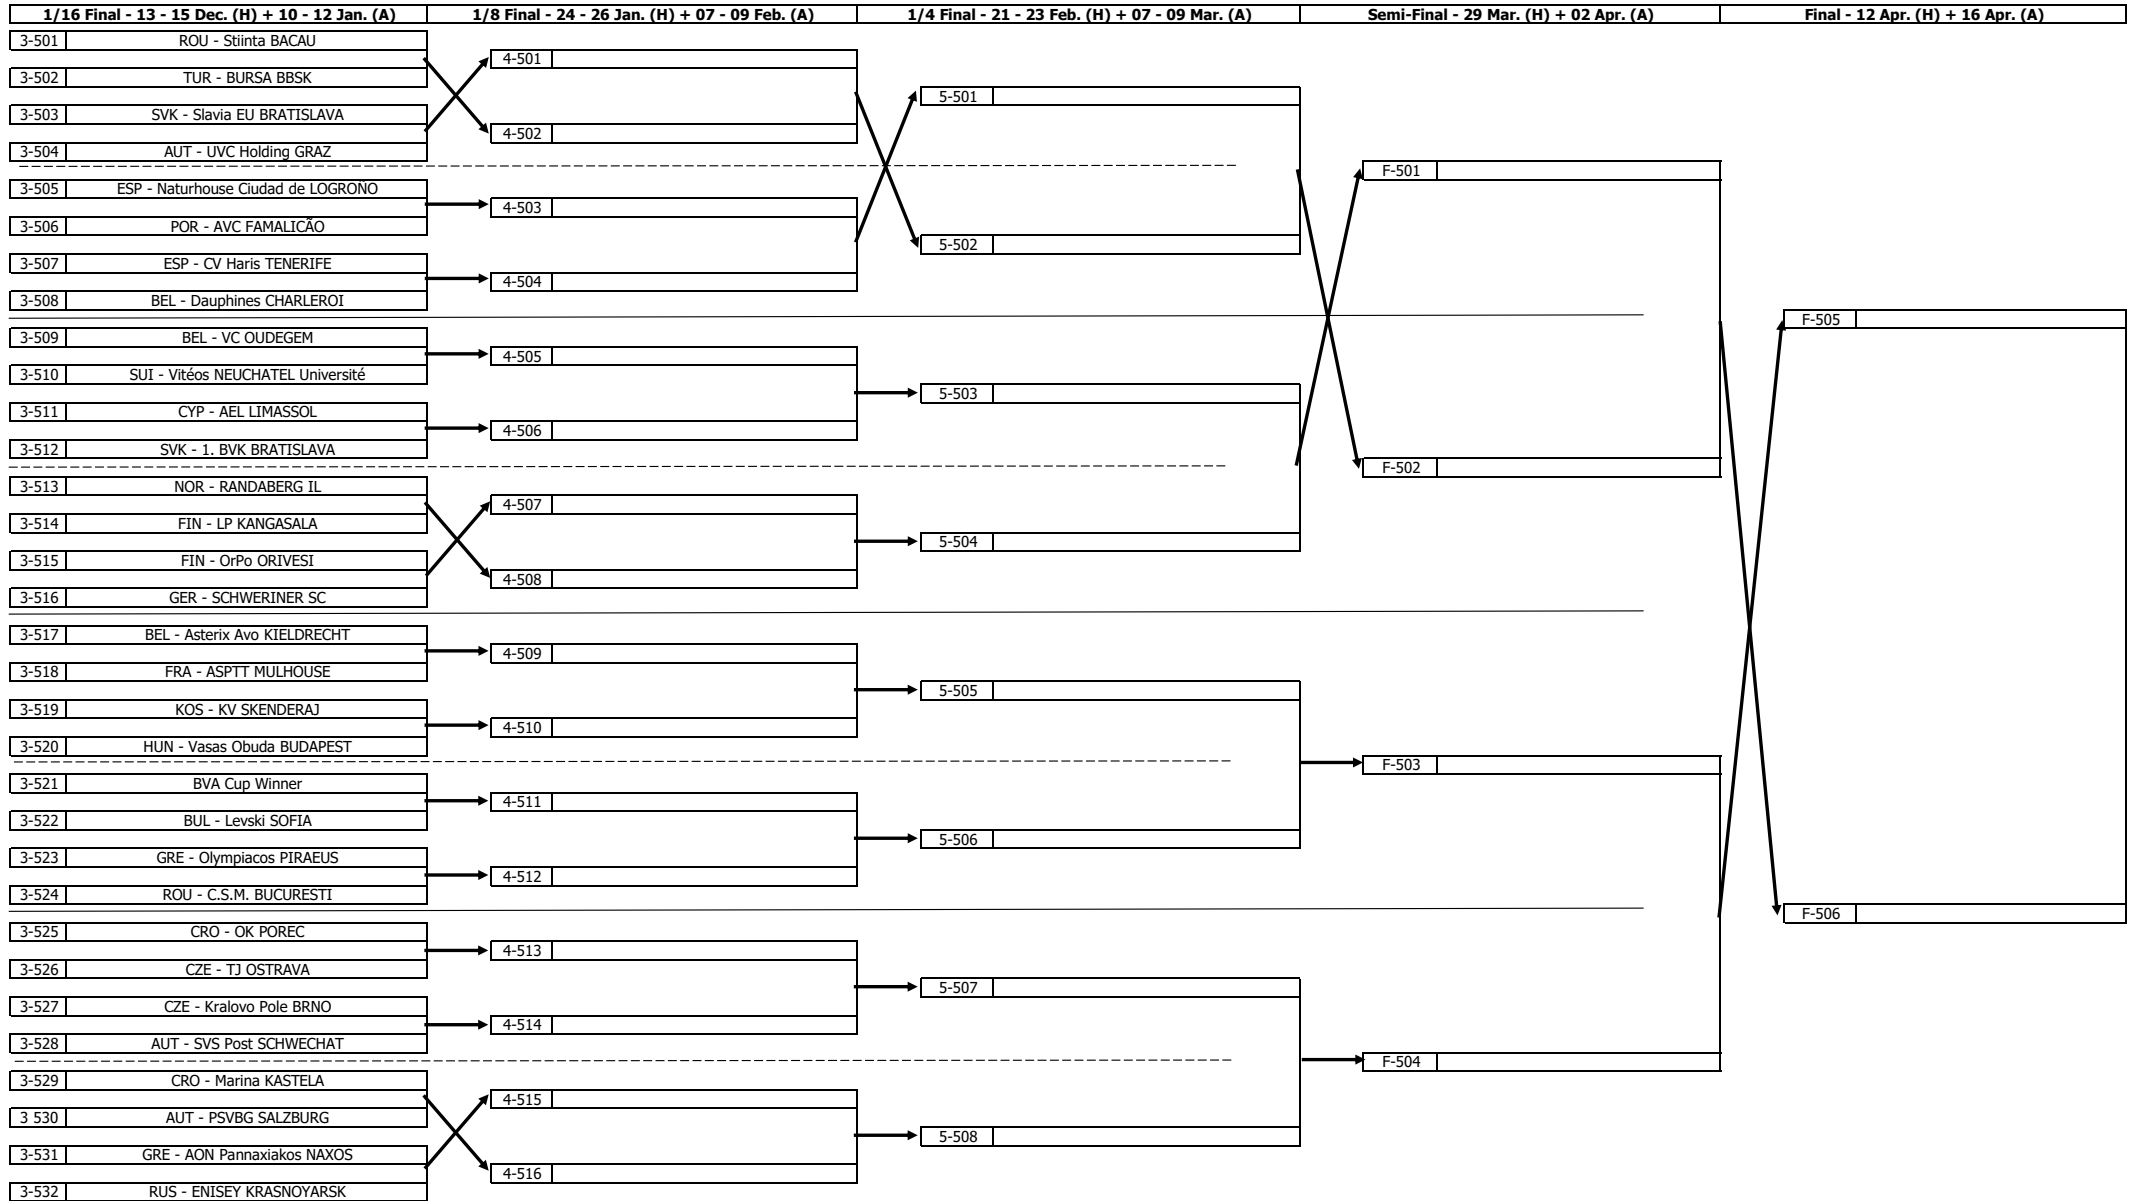 1/16 Final - 13 - 15 Dec. (H) + 10 - 12 Jan. (A)
1/8 Final - 24 - 26 Jan. (H) + 07 - 09 Feb. (A)
1/4 Final - 21 - 23 Feb. (H) + 07 - 09 Mar. (A)
Semi-Final - 29 Mar. (H) + 02 Apr. (A)
Final - 12 Apr. (H) + 16 Apr. (A)
3-501 ROU - Stiinta BACAU
3-502 TUR - BURSA BBSK
3-503 SVK - Slavia EU BRATISLAVA
3-504 AUT - UVC Holding GRAZ
3-505 ESP - Naturhouse Ciudad de LOGROÑO
3-506 POR - AVC FAMALICÃO
3-507 ESP - CV Haris TENERIFE
3-508 BEL - Dauphines CHARLEROI
3-509 BEL - VC OUDEGEM
3-510 SUI - Vitéos NEUCHATEL Université
3-511 CYP - AEL LIMASSOL
3-512 SVK - 1. BVK BRATISLAVA
3-513 NOR - RANDABERG IL
3-514 FIN - LP KANGASALA
3-515 FIN - OrPo ORIVESI
3-516 GER - SCHWERINER SC
3-517 BEL - Asterix Avo KIELDRECHT
3-518 FRA - ASPTT MULHOUSE
3-519 KOS - KV SKENDERAJ
3-520 HUN - Vasas Obuda BUDAPEST
3-521 BVA Cup Winner
3-522 BUL - Levski SOFIA
3-523 GRE - Olympiacos PIRAEUS
3-524 ROU - C.S.M. BUCURESTI
3-525 CRO - OK POREC
3-526 CZE - TJ OSTRAVA
3-527 CZE - Kralovo Pole BRNO
3-528 AUT - SVS Post SCHWECHAT
3-529 CRO - Marina KASTELA
3 530 AUT - PSVBG SALZBURG
3-531 GRE - AON Pannaxiakos NAXOS
3-532 RUS - ENISEY KRASNOYARSK
4-501
4-502
4-503
4-504
4-505
4-506
4-507
4-508
4-509
4-510
4-511
4-512
4-513
4-514
4-515
4-516
5-501
5-502
5-503
5-504
5-505
5-506
5-507
5-508
F-501
F-502
F-503
F-504
F-505
F-506